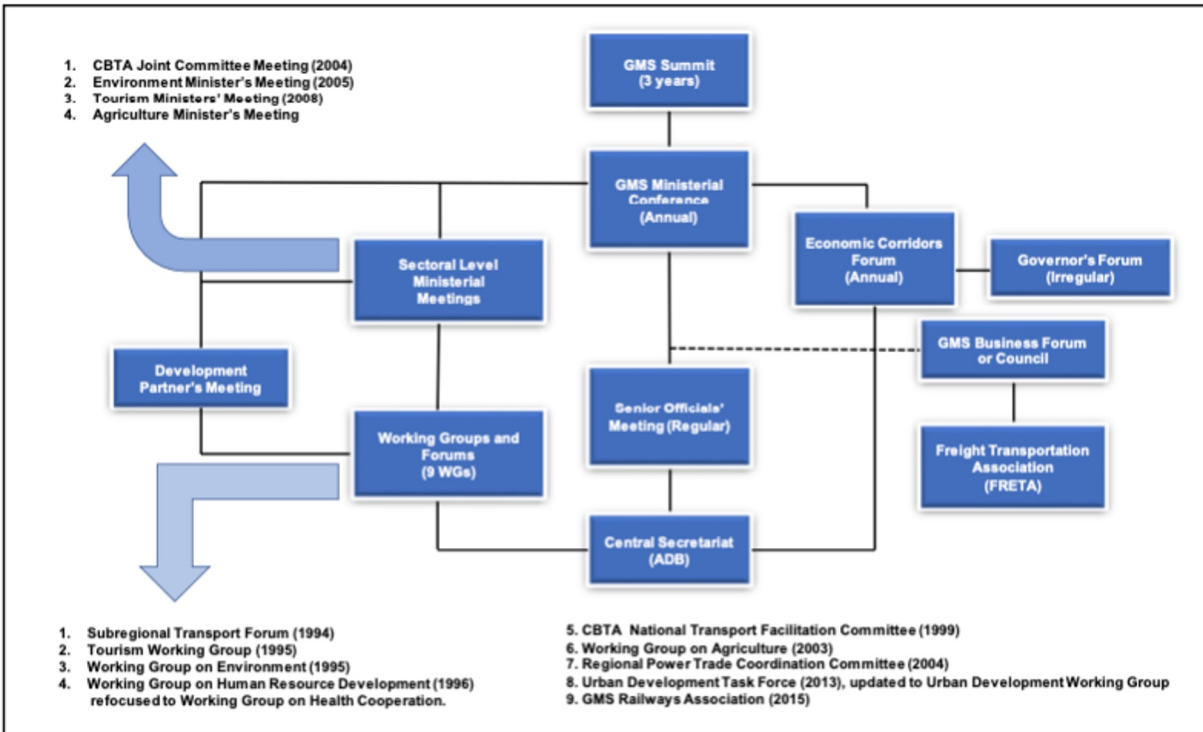 1. CBTA Joint Committee Meeting (2004)
2. Environment Minister's Meeting (2005)
3. Tourism Ministers' Meeting (2008)
4. Agriculture Minister's Meeting
GMS Summit
(3 years)
GMS Ministerial
Conference
(Annual)
Economic Corridors
Forum
(Annual)
Governor's Forum
(Irregular)
Sectoral Level
Ministerial
Meetings
GMS Business Forum
or Council
Development
Partner's Meeting
Senior Officials'
Meeting (Regular)
Working Groups and
Forums
(9 WGs)
Freight Transportation
Association
(FRETA)
Central Secretariat
(ADB)
1. Subregional Transport Forum (1994)
2. Tourism Working Group (1995)
3. Working Group on Environment (1995)
4. Working Group on Human Resource Development (1996)
refocused to Working Group on Health Cooperation.
5. CBTA National Transport Facilitation Committee (1999)
6. Working Group on Agriculture (2003)
7. Regional Power Trade Coordination Committee (2004)
8. Urban Development Task Force (2013), updated to Urban Development Working Group
9. GMS Railways Association (2015)